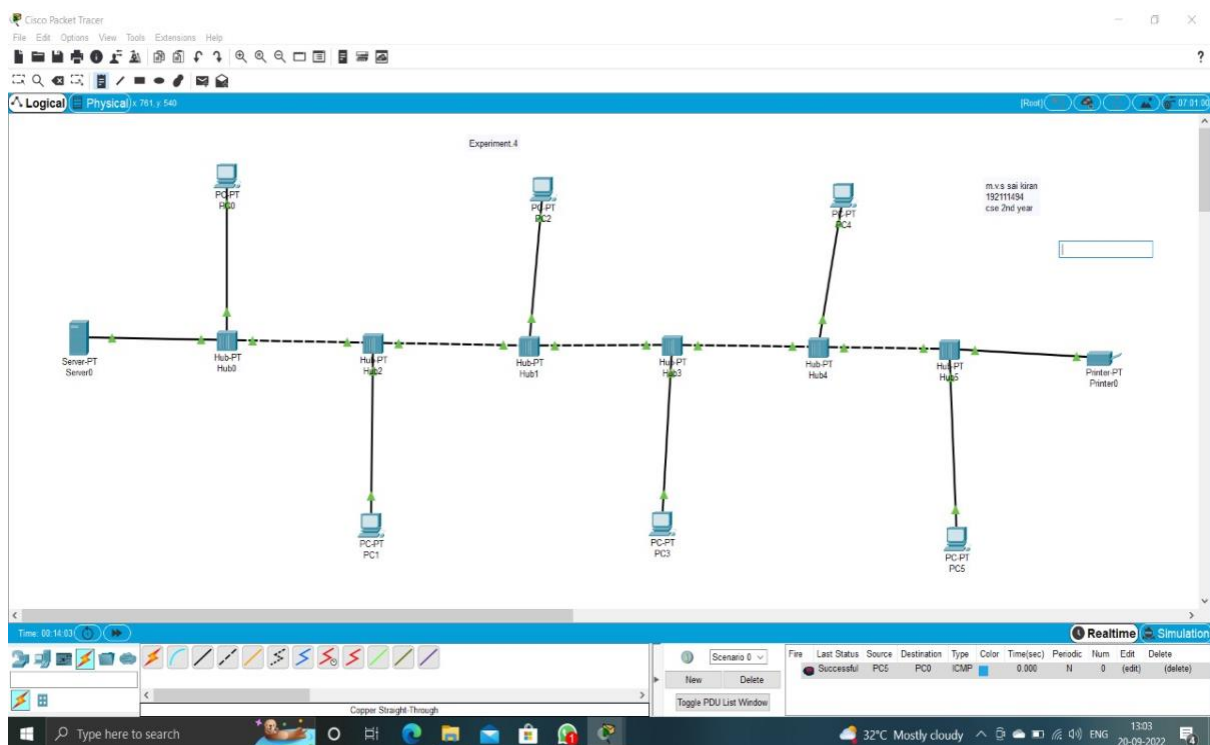 Cisco Packet Tracer
File Edit Options View Tools Extensions Help
?
Logical Physical x: 761, y: 540 [Root] 07:01:00
Experiment.4
m.v.s sai kiran
192111494
cse 2nd year
PC-PT
PC0
PC-PT
PC2
PC-PT
PC4
Server-PT
Server0
Hub-PT
Hub0
Hub-PT
Hub2
Hub-PT
Hub1
Hub-PT
Hub3
Hub-PT
Hub4
Hub-PT
Hub5
Printer-PT
Printer0
PC-PT
PC1
PC-PT
PC3
PC-PT
PC5
Time: 00:14:03 Realtime Simulation
Scenario 0
New Delete
Toggle PDU List Window
Fire Last Status Source Destination Type Color Time(sec) Periodic Num Edit Delete
Successful PC5 PC0 ICMP 0.000 N 0 (edit) (delete)
Copper Straight-Through
Type here to search
32°C Mostly cloudy ENG
13:03
20-09-2022